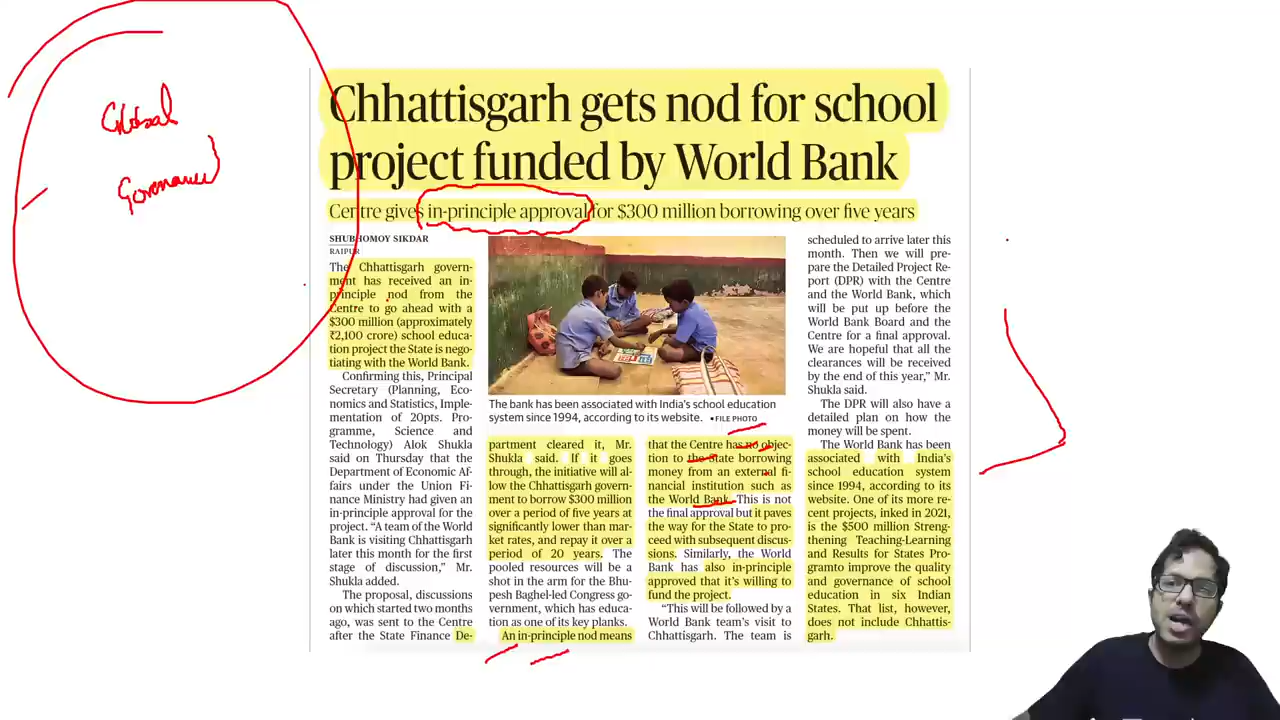 Global
Governance
Chhattisgarh gets nod for school
project funded by World Bank
Centre gives in-principle approval for $300 million borrowing over five years
SHUBHOMOY SIKDAR
RAIPUR
The Chhattisgarh govern-
ment has received an in-
principle nod from the
Centre to go ahead with a
$300 million (approximately
₹2,100 crore) school educa-
tion project the State is nego-
tiating with the World Bank.
Confirming this, Principal
Secretary (Planning, Eco-
nomics and Statistics, Imple-
mentation of 20pts. Pro-
gramme, Science and
Technology) Alok Shukla
said on Thursday that the
Department of Economic Af-
fairs under the Union Fi-
nance Ministry had given an
in-principle approval for the
project. “A team of the World
Bank is visiting Chhattisgarh
later this month for the first
stage of discussion,” Mr.
Shukla added.
The proposal, discussions
on which started two months
ago, was sent to the Centre
after the State Finance De-
The bank has been associated with India's school education
system since 1994, according to its website. •FILE PHOTO
partment cleared it, Mr.
Shukla said. If it goes
through, the initiative will al-
low the Chhattisgarh govern-
ment to borrow $300 million
over a period of five years at
significantly lower than mar-
ket rates, and repay it over a
period of 20 years. The
pooled resources will be a
shot in the arm for the Bhu-
pesh Baghel-led Congress go-
vernment, which has educa-
tion as one of its key planks.
An in-principle nod means
that the Centre has no objec-
tion to the State borrowing
money from an external fi-
nancial institution such as
the World Bank. This is not
the final approval but it paves
the way for the State to pro-
ceed with subsequent discus-
sions. Similarly, the World
Bank has also in-principle
approved that it's willing to
fund the project.
“This will be followed by a
World Bank team's visit to
Chhattisgarh. The team is
scheduled to arrive later this
month. Then we will pre-
pare the Detailed Project Re-
port (DPR) with the Centre
and the World Bank, which
will be put up before the
World Bank Board and the
Centre for a final approval.
We are hopeful that all the
clearances will be received
by the end of this year,” Mr.
Shukla said.
The DPR will also have a
detailed plan on how the
money will be spent.
The World Bank has been
associated with India's
school education system
since 1994, according to its
website. One of its more re-
cent projects, inked in 2021,
is the $500 million Streng-
thening Teaching-Learning
and Results for States Pro-
gramto improve the quality
and governance of school
education in six Indian
States. That list, however,
does not include Chhattis-
garh.